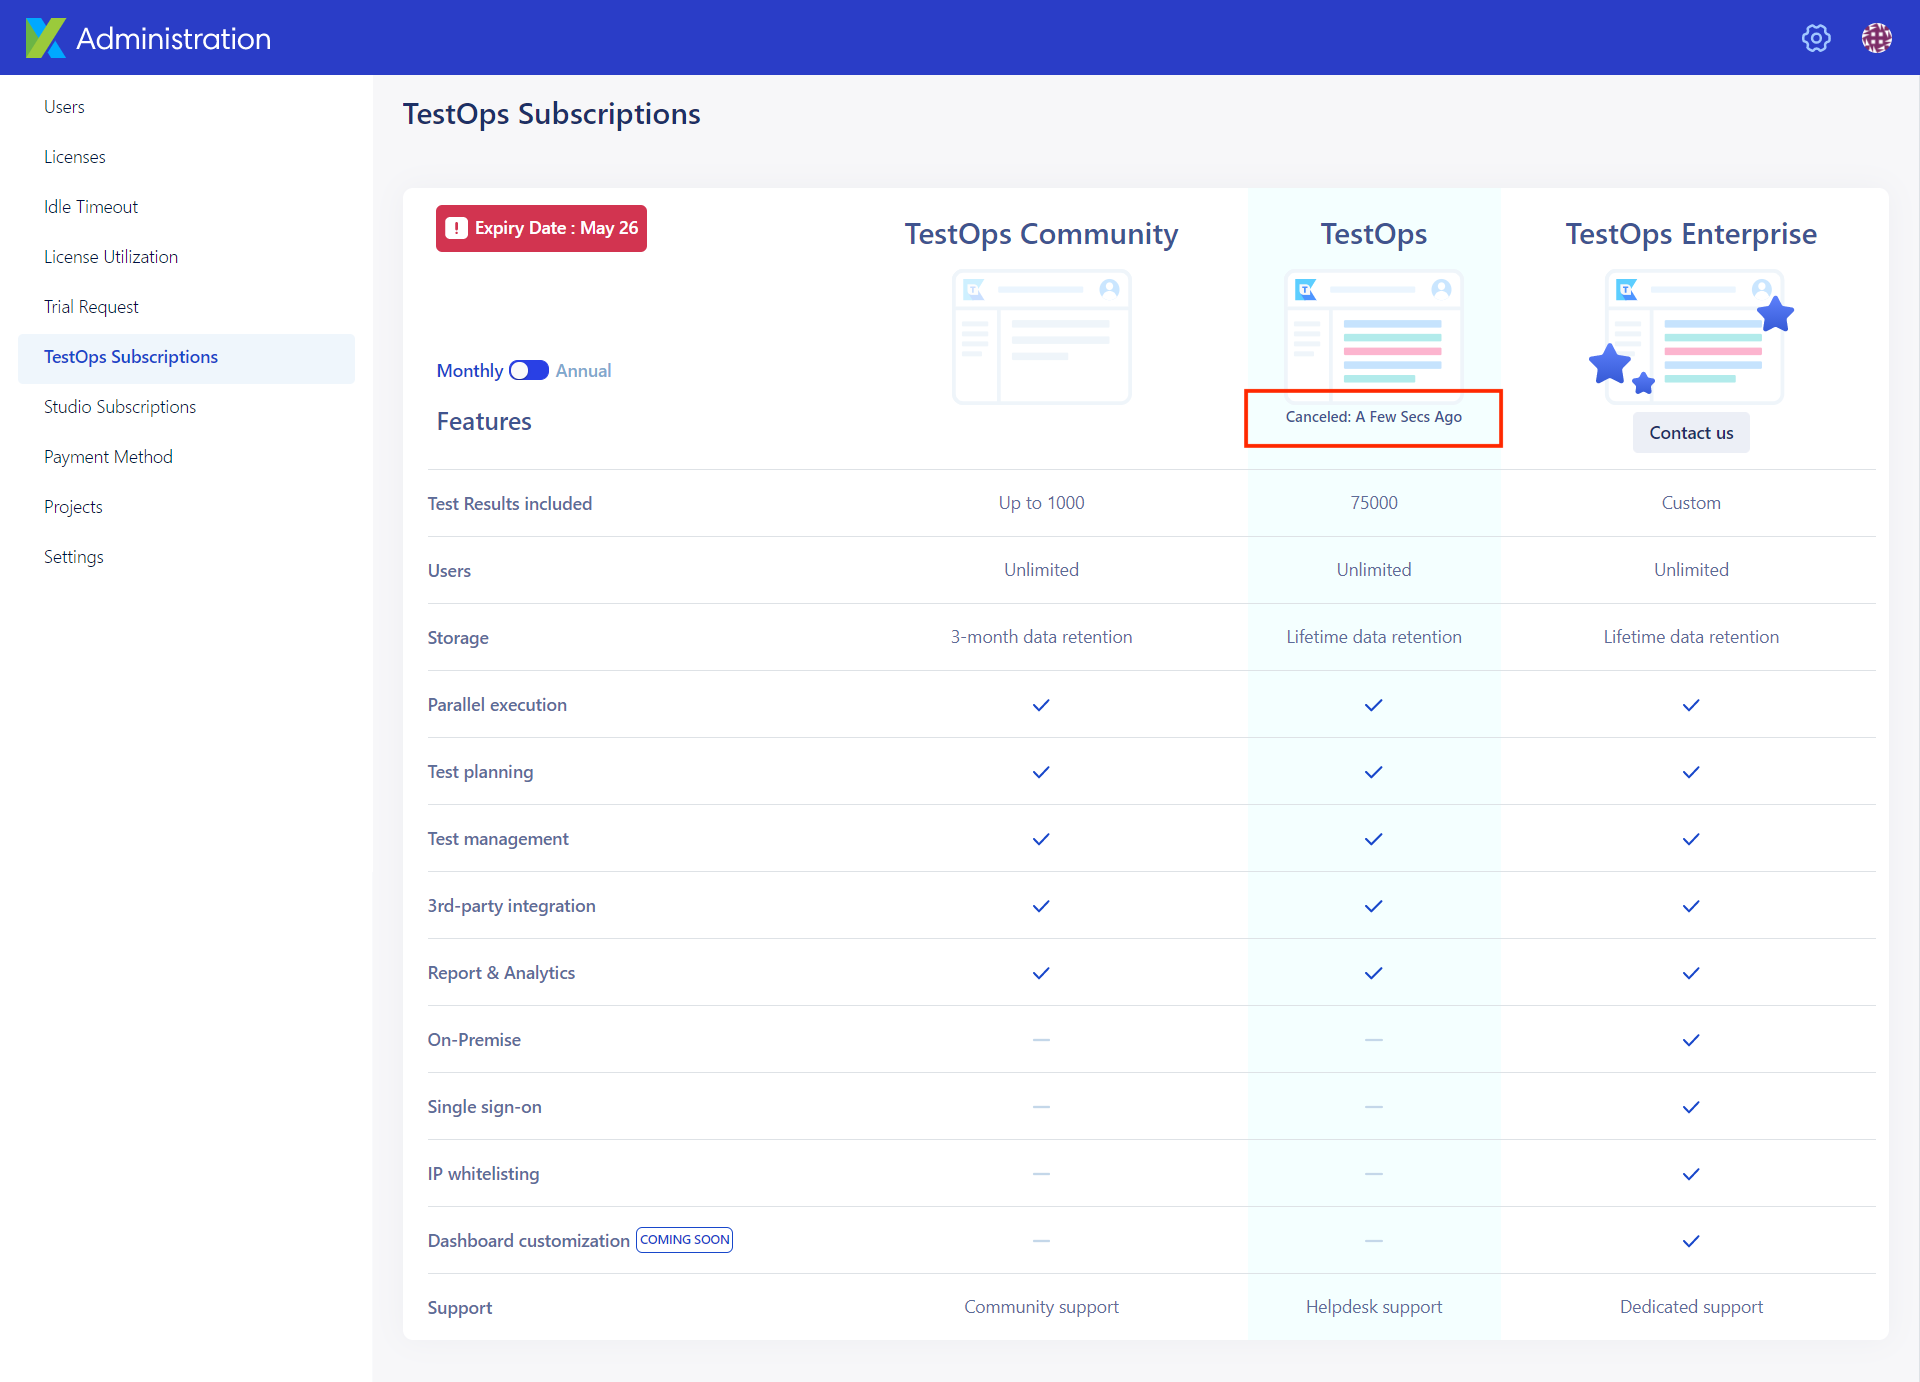 Administration
Users
Licenses
Idle Timeout
License Utilization
Trial Request
TestOps Subscriptions
Studio Subscriptions
Payment Method
Projects
Settings
TestOps Subscriptions
Expiry Date : May 26
Monthly Annual
Features
TestOps Community
TestOps
Canceled: A Few Secs Ago
TestOps Enterprise
Contact us
Test Results included Up to 1000 75000 Custom
Users Unlimited Unlimited Unlimited
Storage 3-month data retention Lifetime data retention Lifetime data retention
Parallel execution
Test planning
Test management
3rd-party integration
Report & Analytics
On-Premise
Single sign-on
IP whitelisting
Dashboard customization COMING SOON
Support Community support Helpdesk support Dedicated support